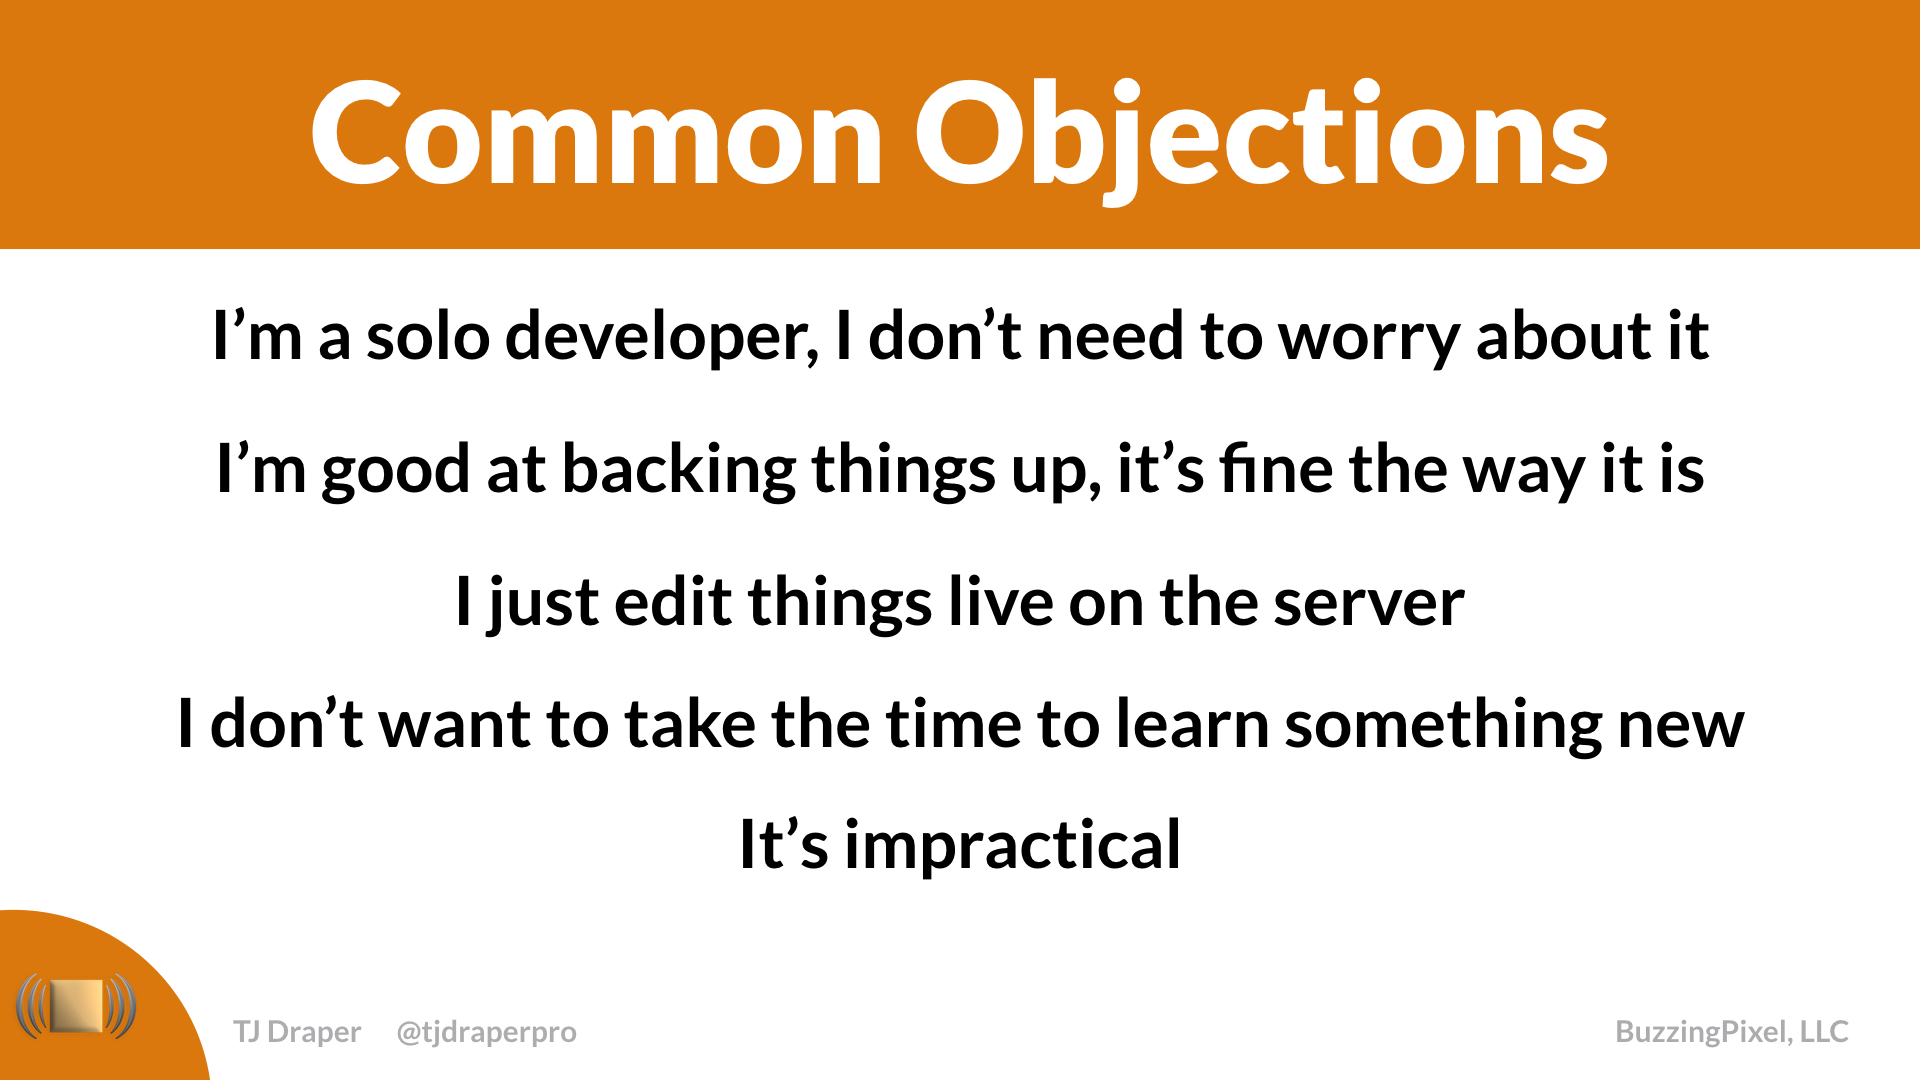 Common Objections
I’m a solo developer, I don’t need to worry about it
I’m good at backing things up, it’s fine the way it is
I just edit things live on the server
I don’t want to take the time to learn something new
It’s impractical
TJ Draper @tjdraperpro
BuzzingPixel, LLC